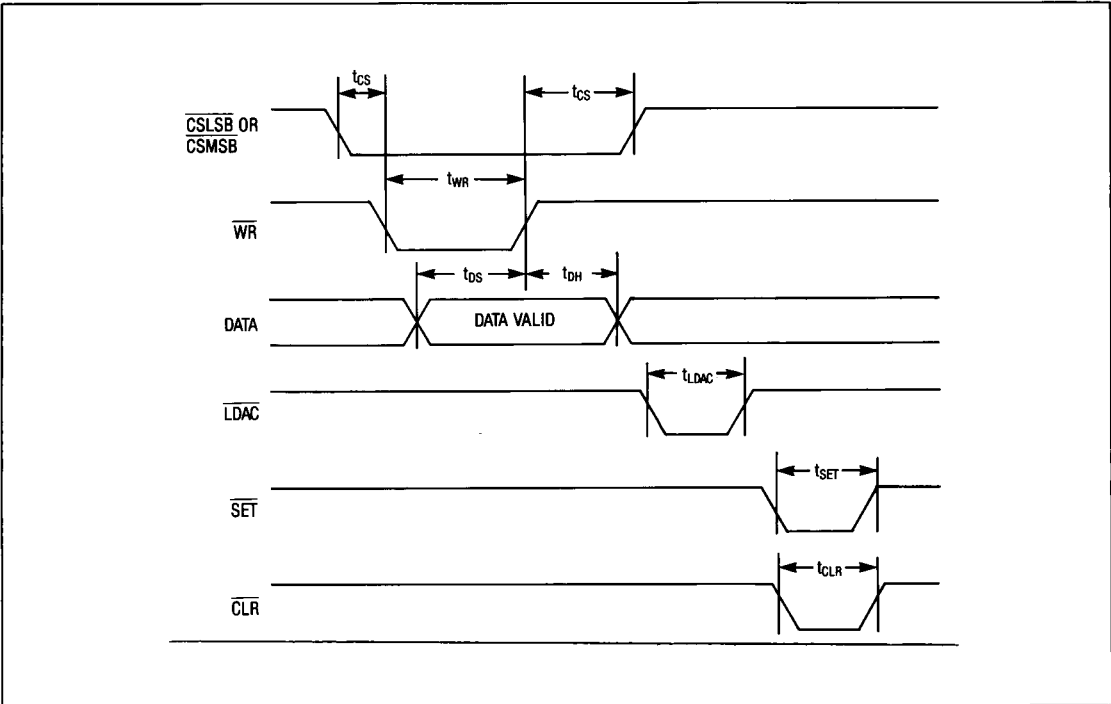 tCS
tCS
CSLSB OR
CSMSB
tWR
WR
tDS
tDH
DATA
DATA VALID
tLDAC
LDAC
tSET
SET
tCLR
CLR